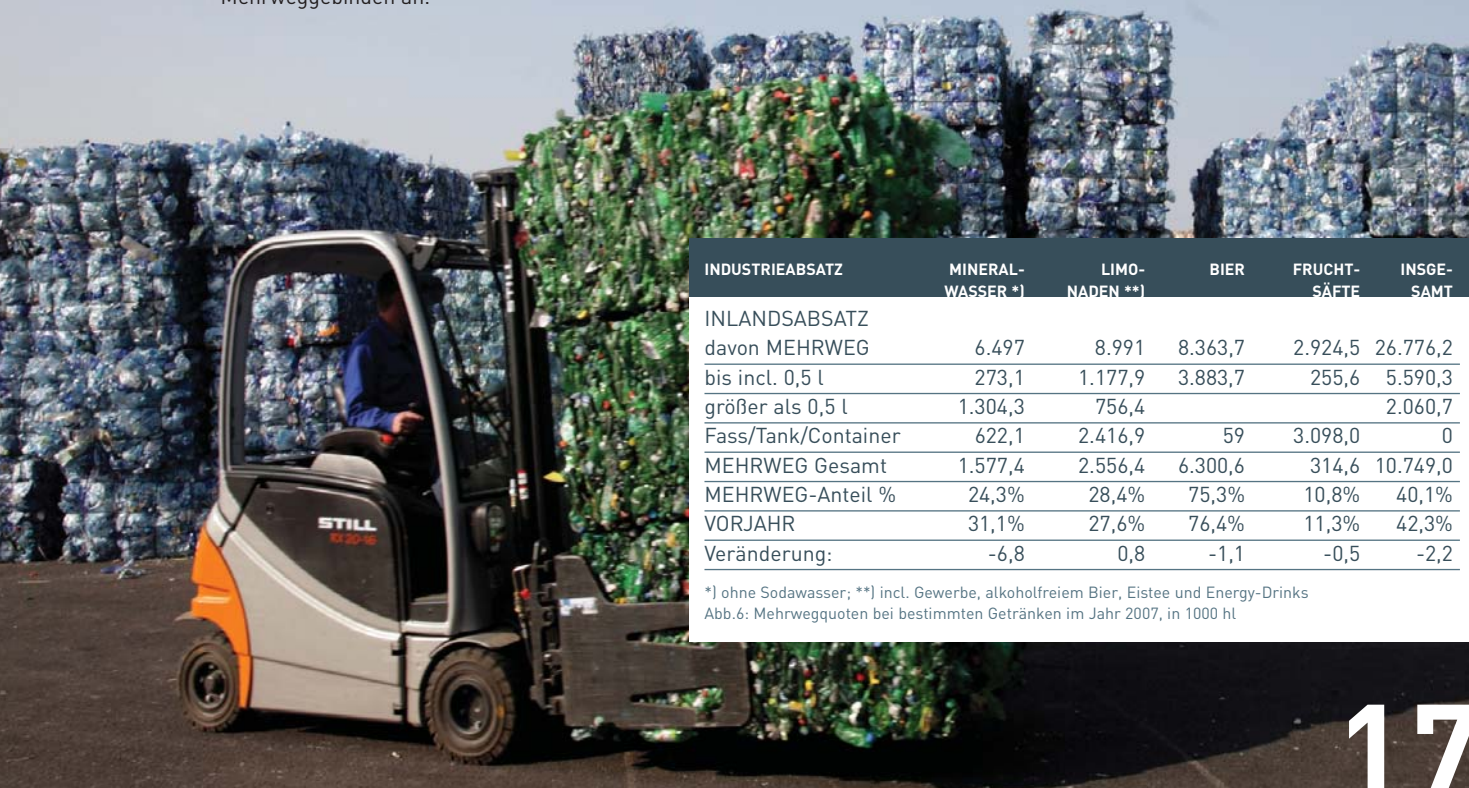 Mehrweggebinden an.
STILL
RX 20-16
INDUSTRIEABSATZ MINERAL- LIMO- BIER FRUCHT- INSGE-
WASSER *) NADEN **) SÄFTE SAMT
INLANDSABSATZ
davon MEHRWEG 6.497 8.991 8.363,7 2.924,5 26.776,2
bis incl. 0,5 l 273,1 1.177,9 3.883,7 255,6 5.590,3
größer als 0,5 l 1.304,3 756,4 2.060,7
Fass/Tank/Container 622,1 2.416,9 59 3.098,0 0
MEHRWEG Gesamt 1.577,4 2.556,4 6.300,6 314,6 10.749,0
MEHRWEG-Anteil % 24,3% 28,4% 75,3% 10,8% 40,1%
VORJAHR 31,1% 27,6% 76,4% 11,3% 42,3%
Veränderung: -6,8 0,8 -1,1 -0,5 -2,2
*) ohne Sodawasser; **) incl. Gewerbe, alkoholfreiem Bier, Eistee und Energy-Drinks
Abb.6: Mehrwegquoten bei bestimmten Getränken im Jahr 2007, in 1000 hl
17